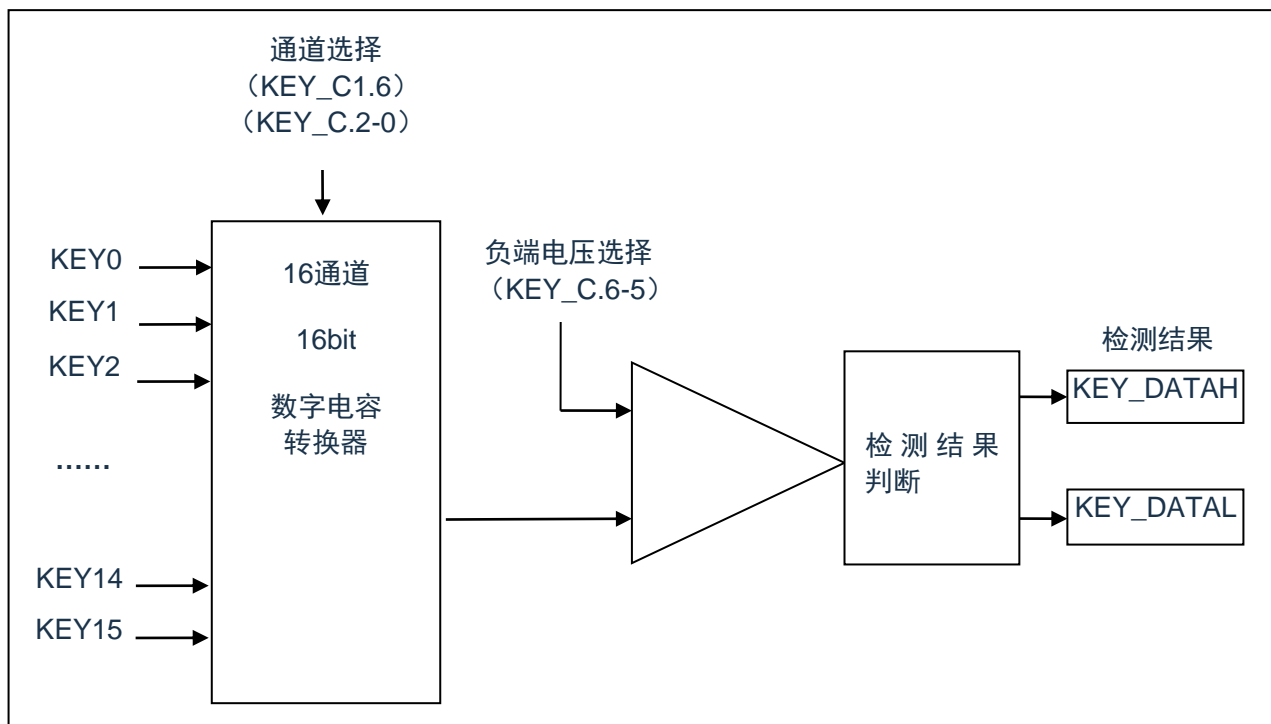 通道选择
（KEY_C1.6）
（KEY_C.2-0）
KEY0
KEY1
KEY2
......
KEY14
KEY15
16通道
16bit
数字电容
转换器
负端电压选择
（KEY_C.6-5）
检测结果
判断
检测结果
KEY_DATAH
KEY_DATAL